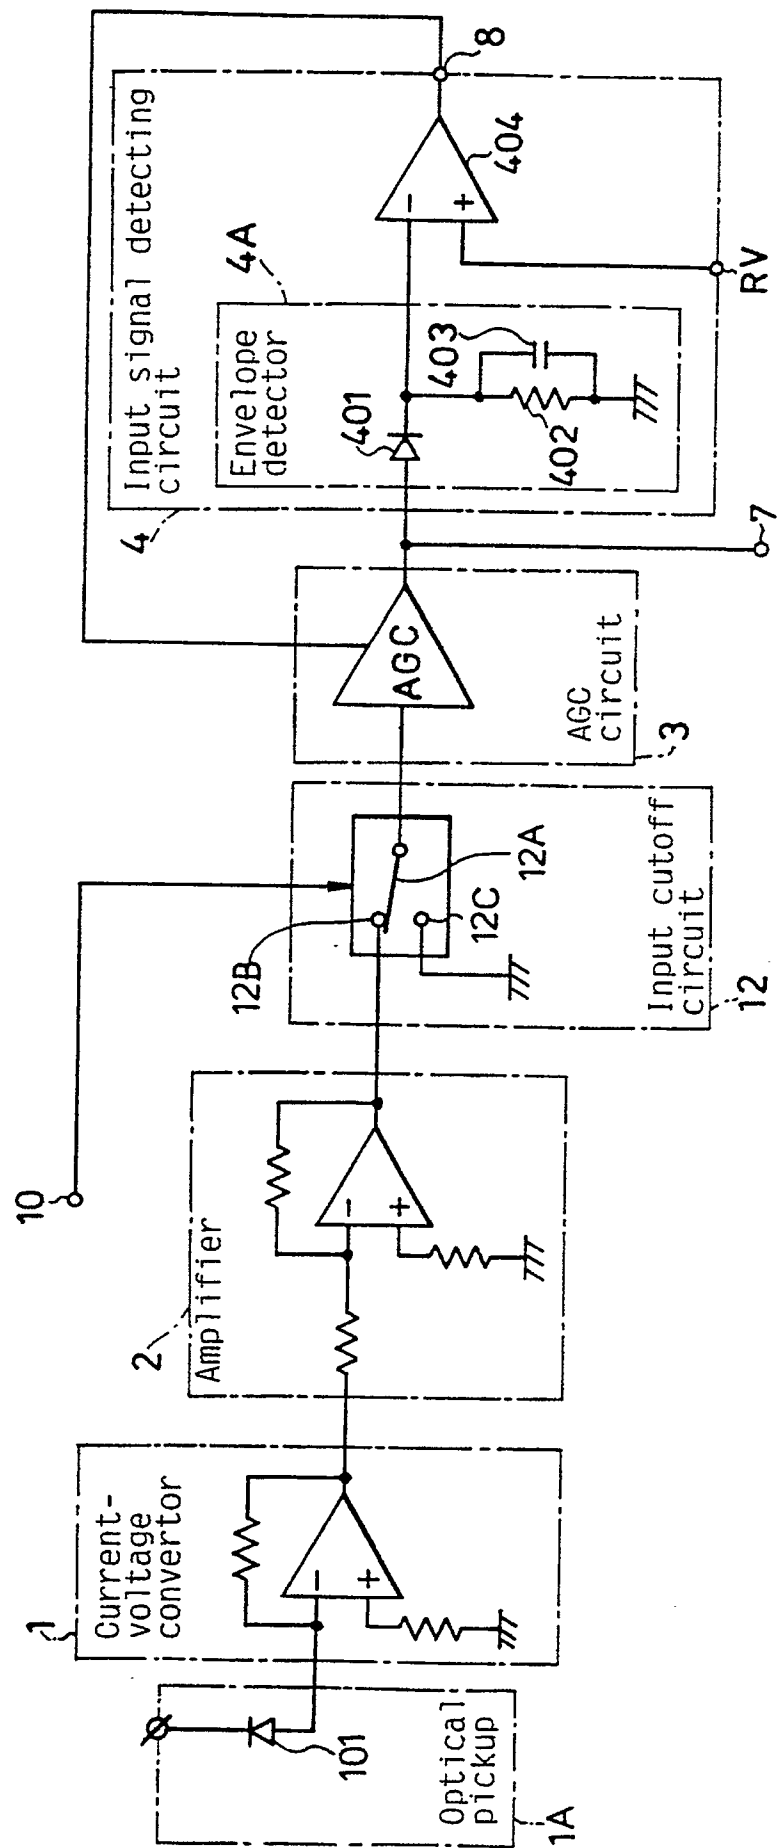 1A
Optical
pickup
101
1
Current-
voltage
convertor
-
+
2
Amplifier
-
+
10
12
Input cutoff
circuit
12A
12B
12C
3
AGC
circuit
AGC
7
4
Input signal detecting
circuit
4A
Envelope
detector
401
402
403
404
-
+
RV
8